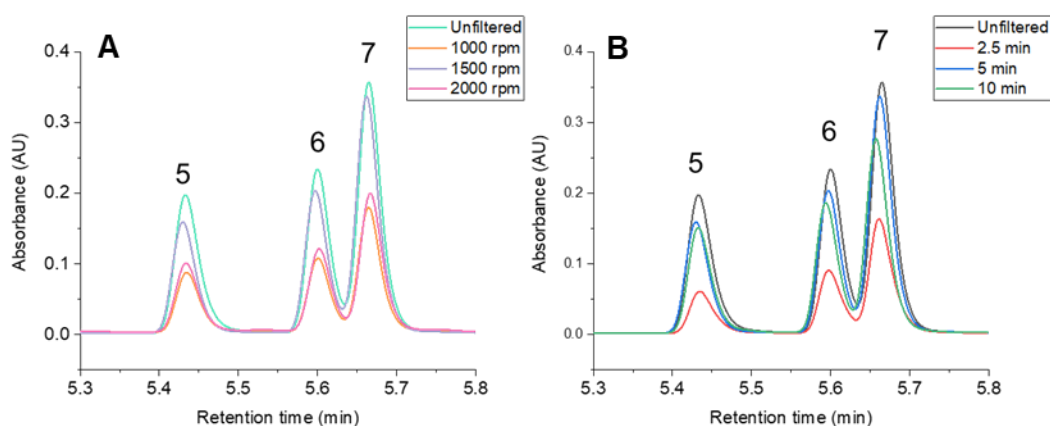 A
Unfiltered
1000 rpm
1500 rpm
2000 rpm
5
6
7
0.4
0.3
0.2
0.1
0.0
Absorbance (AU)
5.3 5.4 5.5 5.6 5.7 5.8
Retention time (min)
B
Unfiltered
2.5 min
5 min
10 min
5
6
7
0.4
0.3
0.2
0.1
0.0
Absorbance (AU)
5.3 5.4 5.5 5.6 5.7 5.8
Retention time (min)